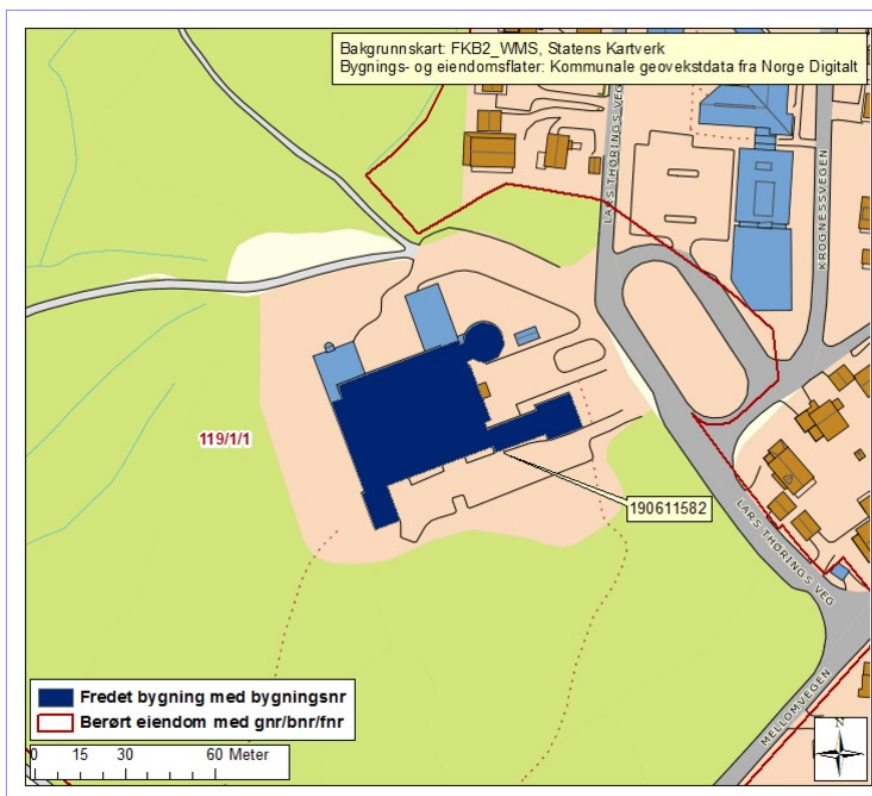 Bakgrunnskart: FKB2_WMS, Statens Kartverk
Bygnings- og eiendomsflater: Kommunale geovekstdata fra Norge Digitalt
LARS THØRINGS VEG
KROGNESSVEGEN
119/1/1
190611582
LARS THØRINGS VEG
MELLOMVEGEN
Fredet bygning med bygningsnr
Berørt eiendom med gnr/bnr/fnr
0 15 30 60 Meter
N